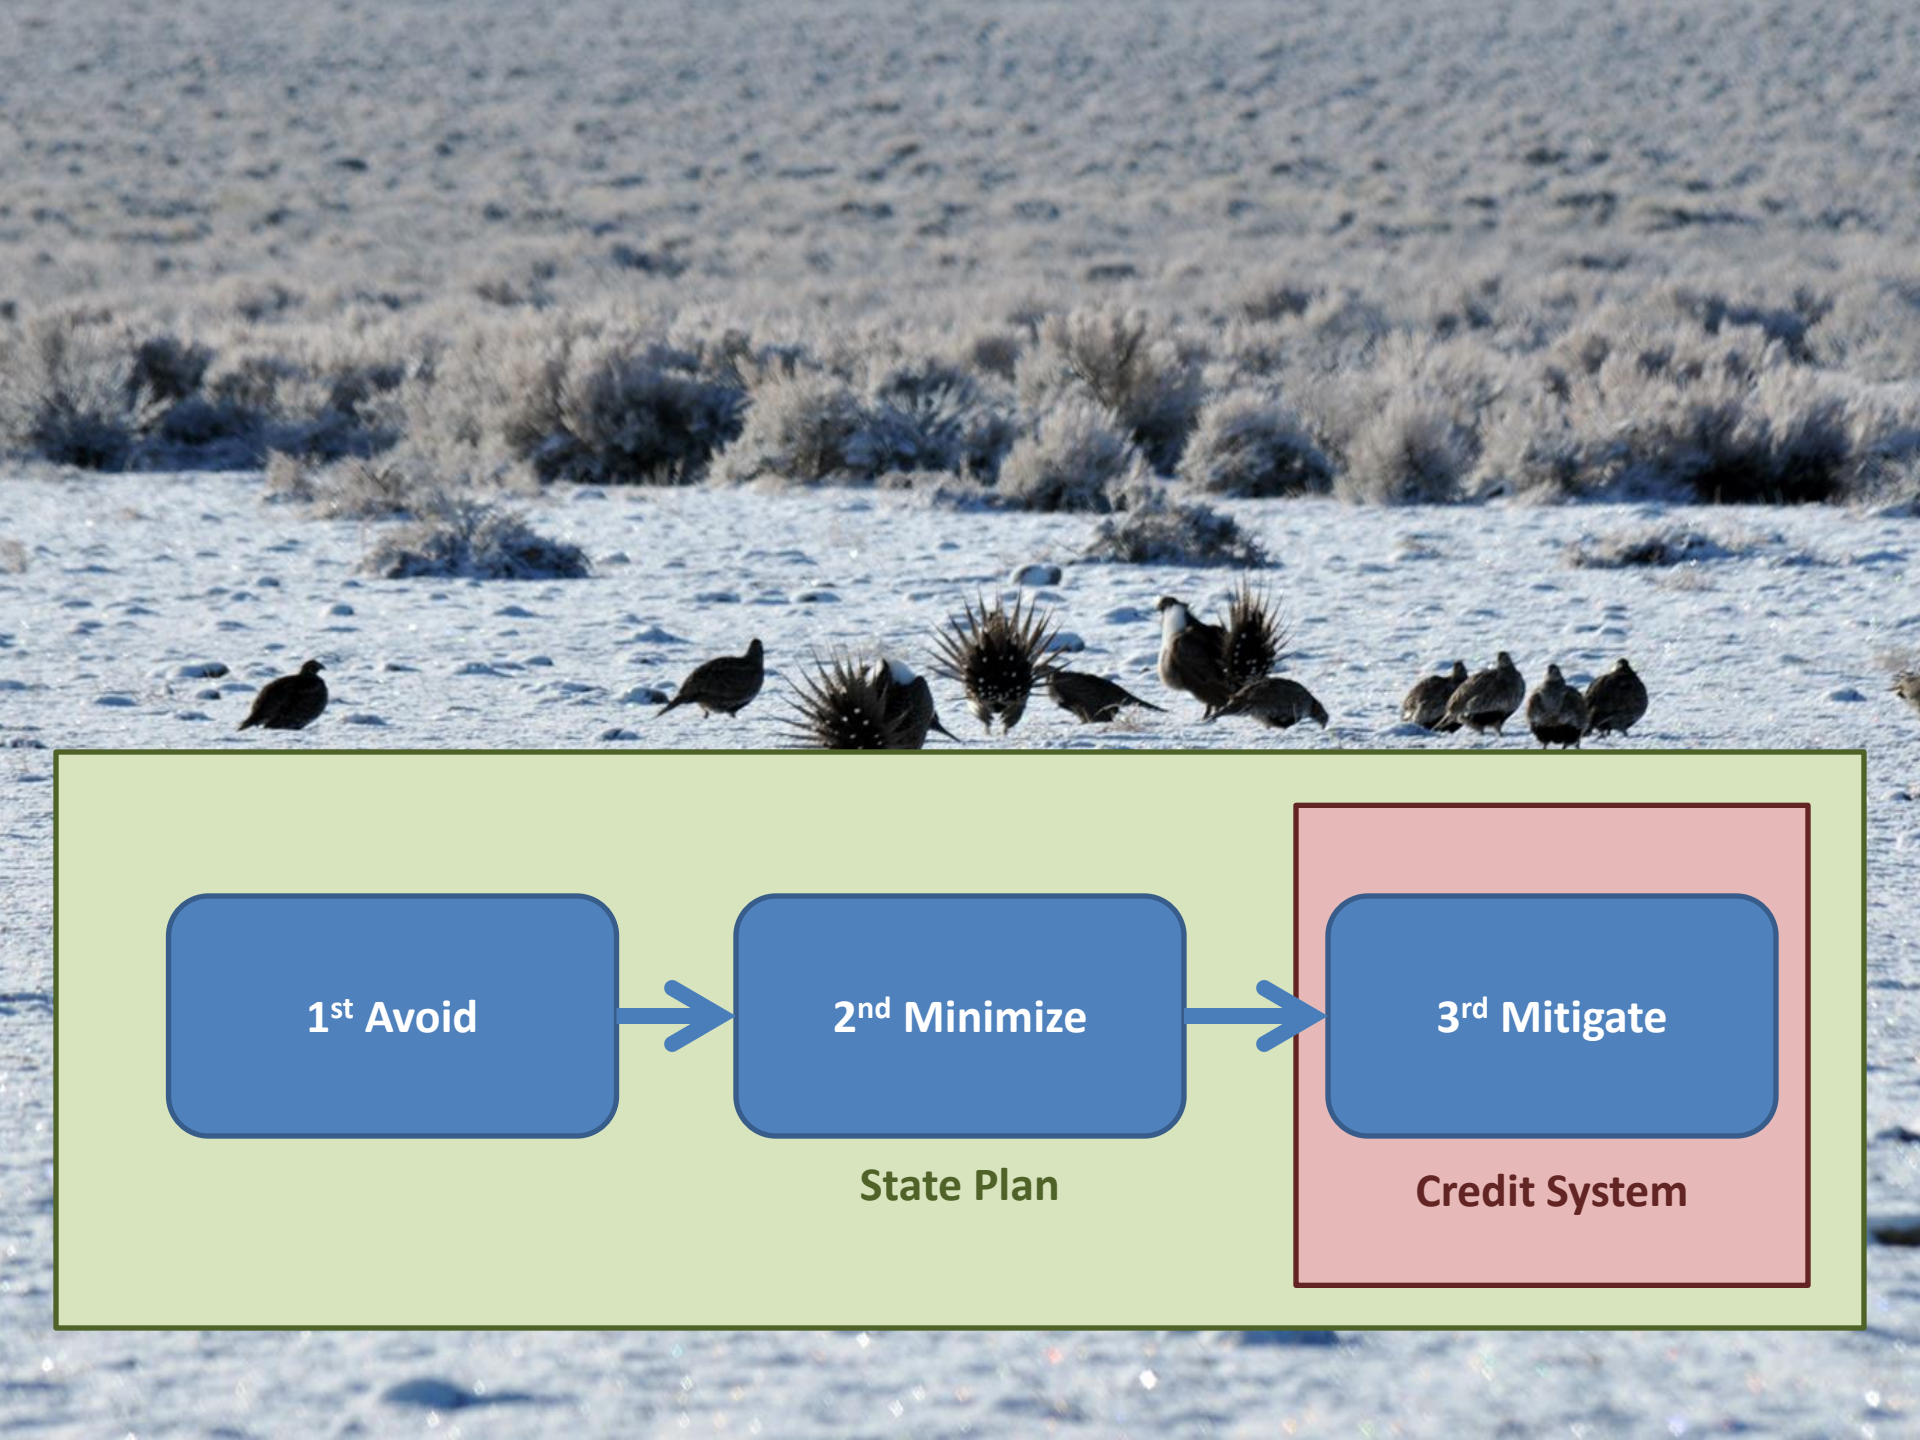 1st Avoid
2nd Minimize
3rd Mitigate
State Plan
Credit System